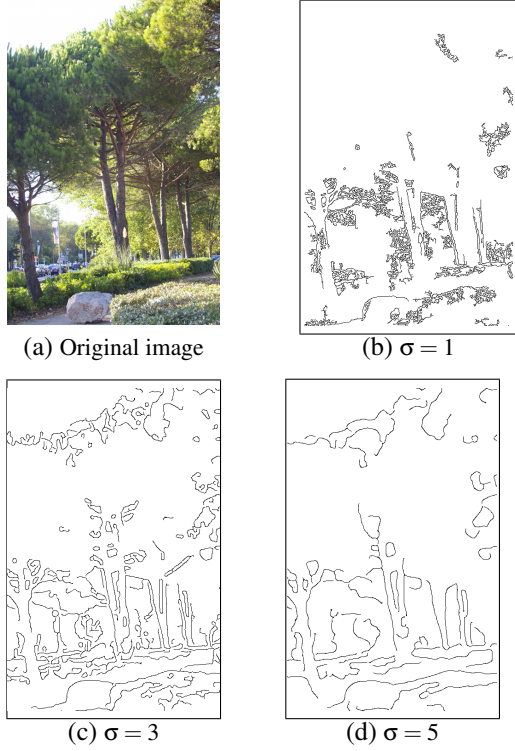 (a) Original image
(b) σ = 1
(c) σ = 3
(d) σ = 5